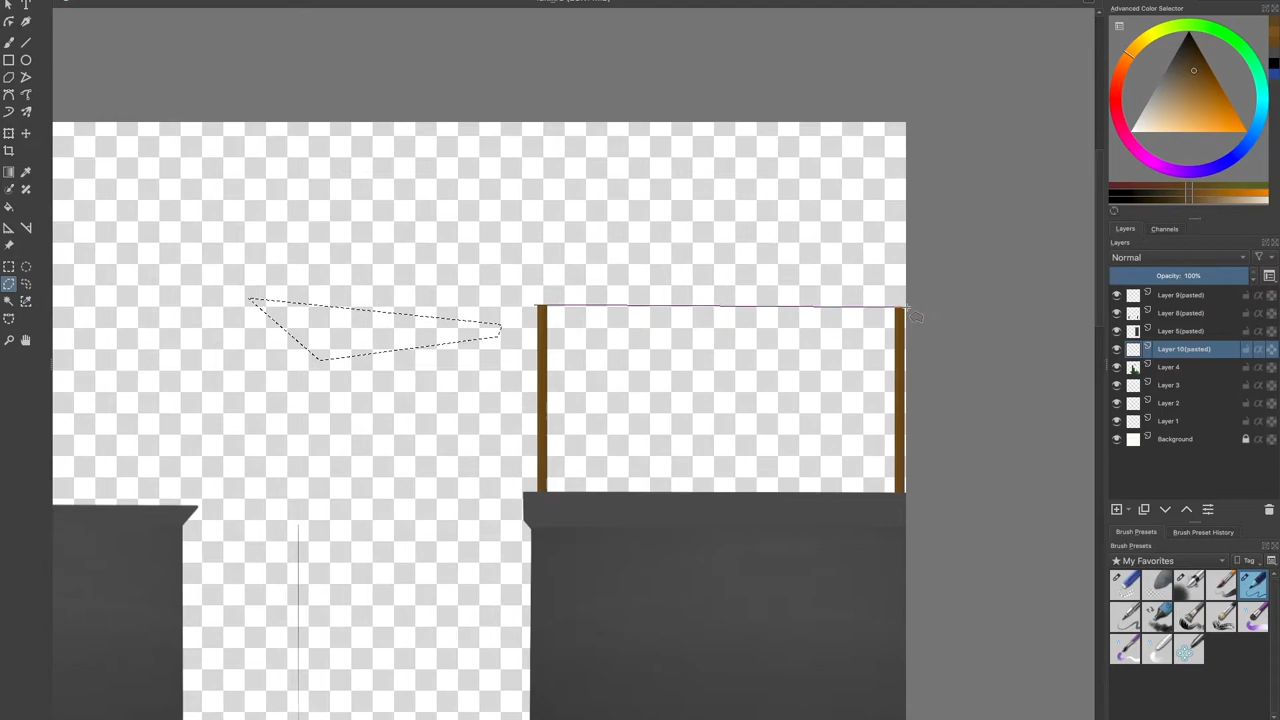 Advanced Color Selector
Layers
Channels
Layers
Normal
Opacity: 100%
Layer 9(pasted)
Layer 8(pasted)
Layer 5(pasted)
Layer 10(pasted)
Layer 4
Layer 3
Layer 2
Layer 1
Background
Brush Presets
Brush Preset History
Brush Presets
★ My Favorites
Tag